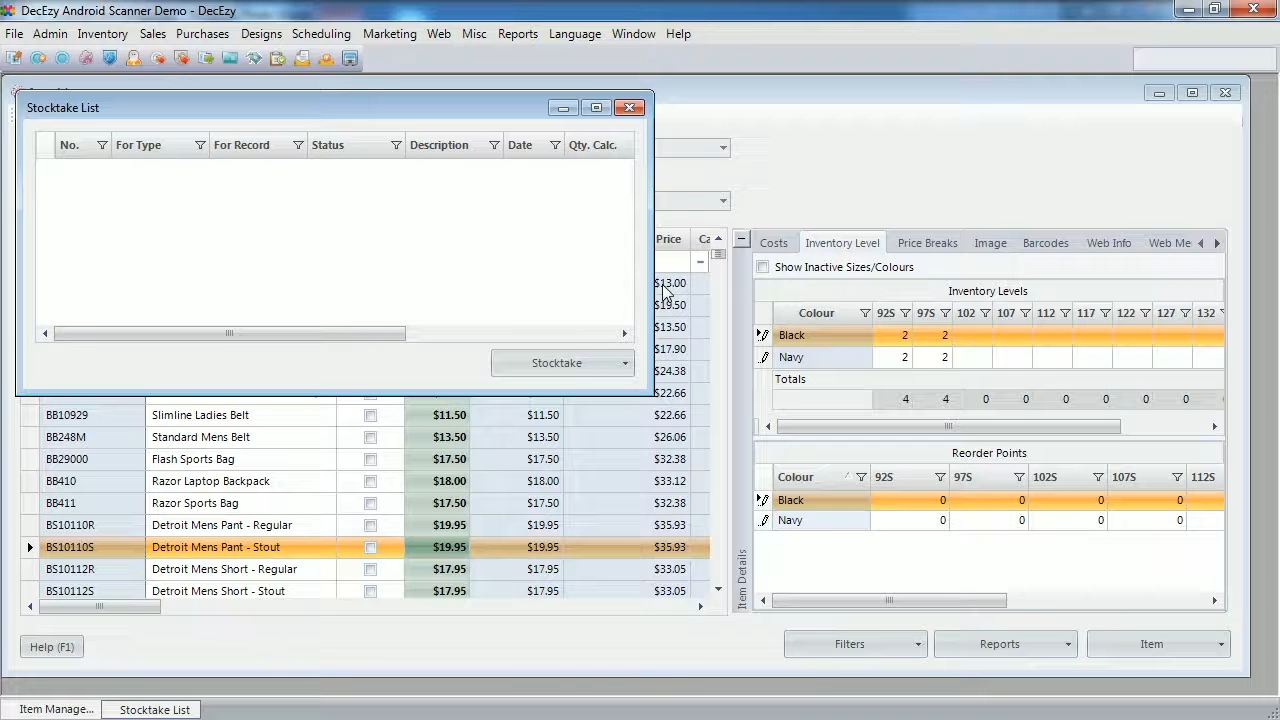 DecEzy Android Scanner Demo - DecEzy
File Admin Inventory Sales Purchases Designs Scheduling Marketing Web Misc Reports Language Window Help
Stocktake List
No. For Type For Record Status Description Date Qty. Calc.
Stocktake
Price Ca
$13.00
$13.50
$17.90
$24.38
$22.66
BB10929 Slimline Ladies Belt $11.50 $11.50 $22.66
BB248M Standard Mens Belt $13.50 $13.50 $26.06
BB29000 Flash Sports Bag $17.50 $17.50 $32.38
BB410 Razor Laptop Backpack $18.00 $18.00 $33.12
BB411 Razor Sports Bag $17.50 $17.50 $32.38
BS10110R Detroit Mens Pant - Regular $19.95 $19.95 $35.93
BS10110S Detroit Mens Pant - Stout $19.95 $19.95 $35.93
BS10112R Detroit Mens Short - Regular $17.95 $17.95 $33.05
BS10112S Detroit Mens Short - Stout $17.95 $17.95 $33.05
Costs Inventory Level Price Breaks Image Barcodes Web Info Web Me
Show Inactive Sizes/Colours
Inventory Levels
Colour 92S 97S 102 107 112 117 122 127 132
Black 2 2
Navy 2 2
Totals
4 4 0 0 0 0 0 0
Reorder Points
Colour 92S 97S 102S 107S 112S
Black 0 0 0 0
Navy 0 0 0 0
Item Details
Help (F1)
Filters Reports Item
Item Manage... Stocktake List